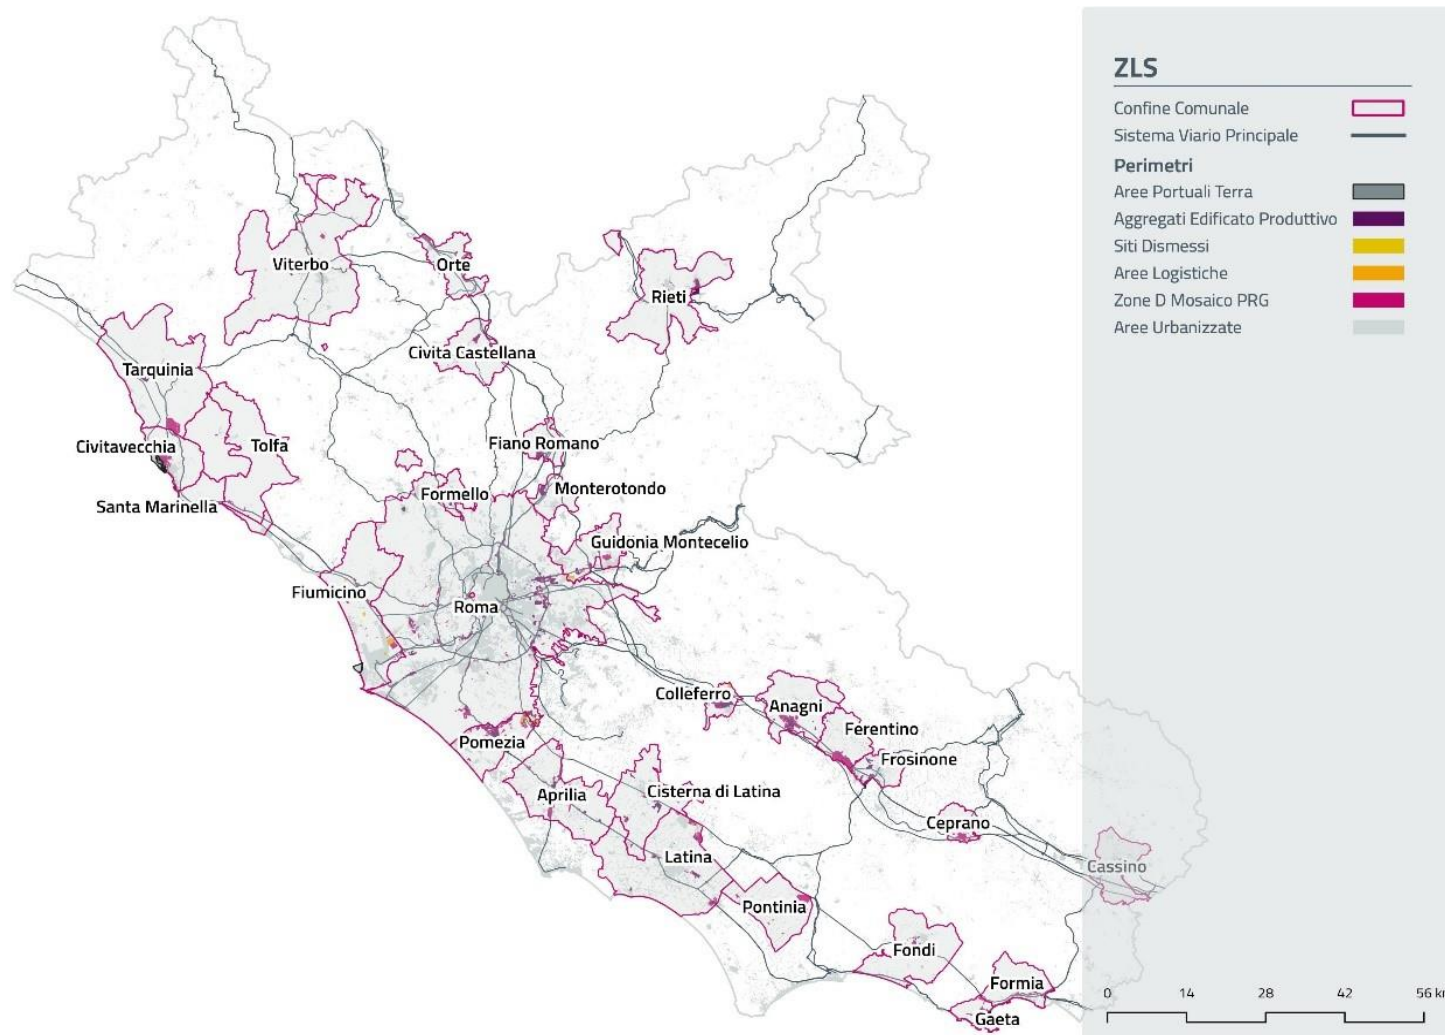 ZLS
Confine Comunale
Sistema Viario Principale
Perimetri
Aree Portuali Terra
Aggregati Edificato Produttivo
Siti Dismessi
Aree Logistiche
Zone D Mosaico PRG
Aree Urbanizzate
Viterbo
Orte
Rieti
Civita Castellana
Tarquinia
Civitavecchia
Tolfa
Fiano Romano
Formello
Monterotondo
Santa Marinella
Guidonia Montecelio
Fiumicino
Roma
Colleferro
Anagni
Ferentino
Pomezia
Frosinone
Aprilia
Cisterna di Latina
Ceprano
Latina
Cassino
Pontinia
Fondi
Formia
Gaeta
0 14 28 42 56 km